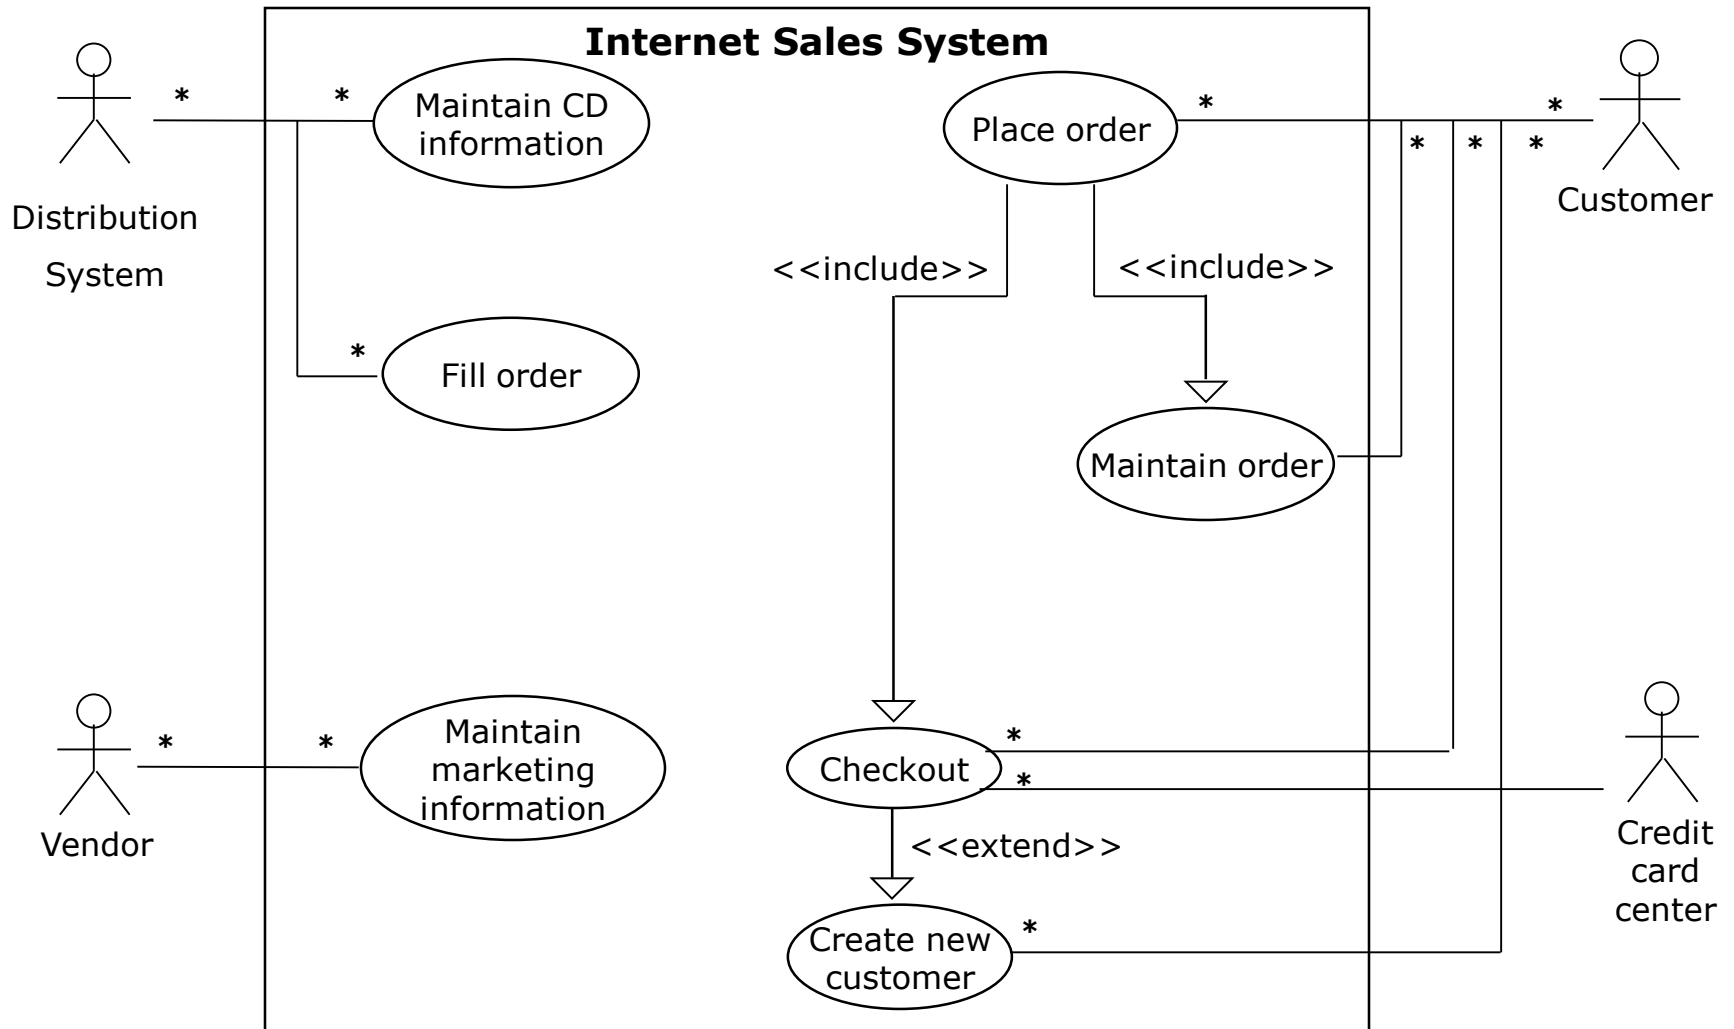 Internet Sales System
* *
Maintain CD
information
Distribution
System
*
Fill order
* *
Maintain
marketing
information
Vendor
Place order
* *
* * *
Customer
<<include>>
<<include>>
Maintain order
Checkout
*
*
<<extend>>
Create new
customer
*
Credit
card
center